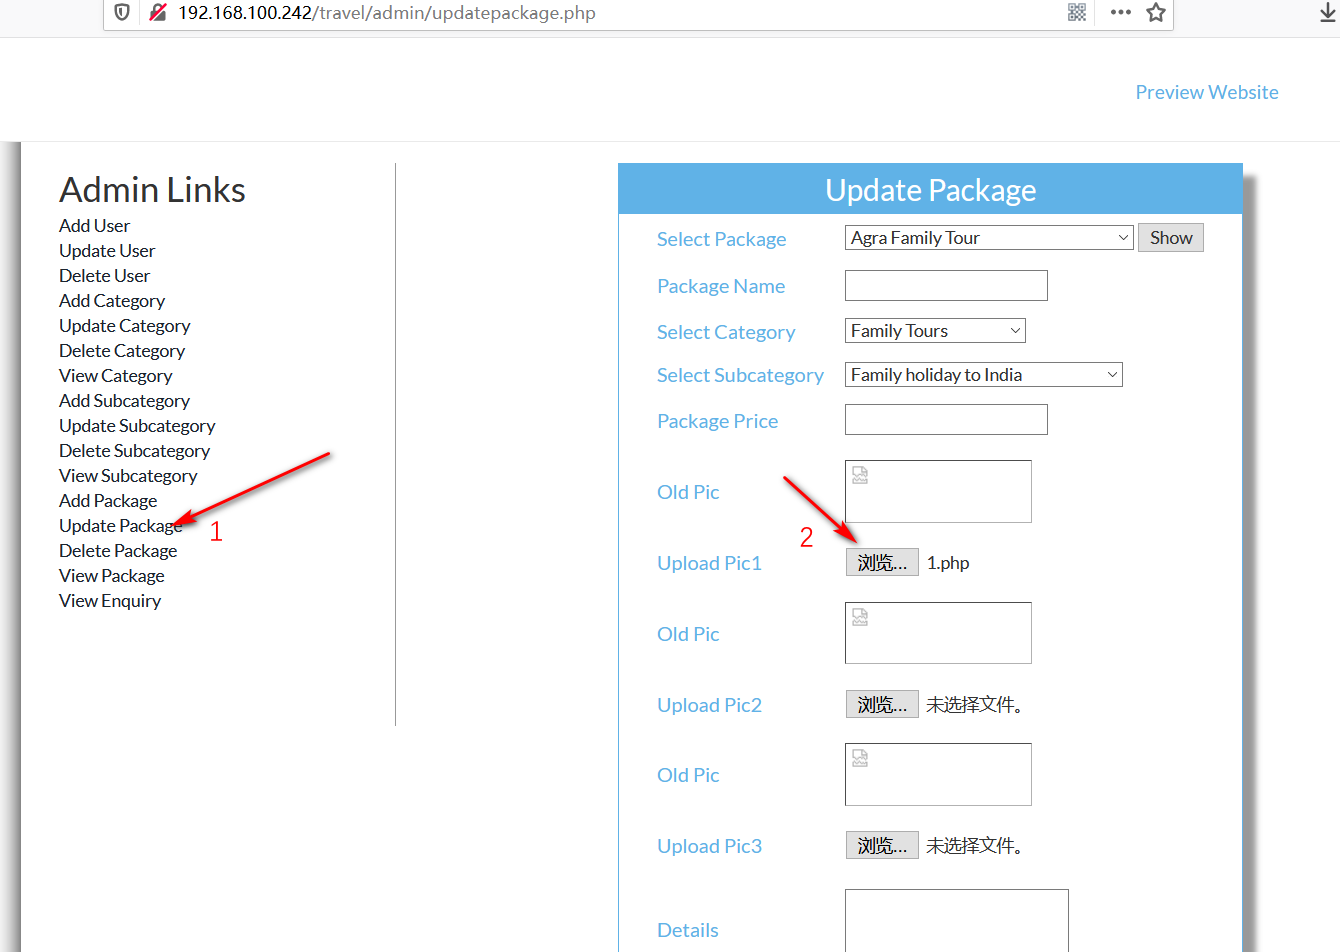 192.168.100.242/travel/admin/updatepackage.php
Preview Website
Admin Links
Add User
Update User
Delete User
Add Category
Update Category
Delete Category
View Category
Add Subcategory
Update Subcategory
Delete Subcategory
View Subcategory
Add Package
Update Package
1
Delete Package
View Package
View Enquiry
Update Package
Select Package Agra Family Tour Show
Package Name
Select Category Family Tours
Select Subcategory Family holiday to India
Package Price
Old Pic
2
Upload Pic1 浏览... 1.php
Old Pic
Upload Pic2 浏览... 未选择文件。
Old Pic
Upload Pic3 浏览... 未选择文件。
Details